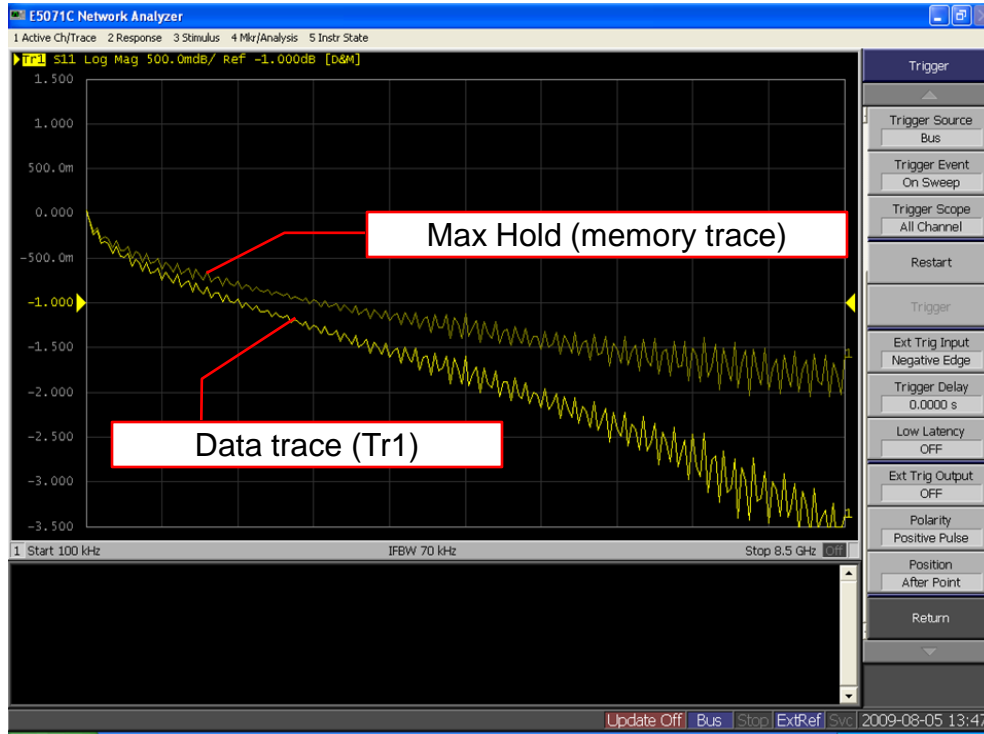 E5071C Network Analyzer
1 Active Ch/Trace 2 Response 3 Stimulus 4 Mkr/Analysis 5 Instr State
Tr1 S11 Log Mag 500.0mdB/ Ref -1.000dB [D&M]
1.500
1.000
500.0m
0.000
-500.0m
-1.000
-1.500
-2.000
-2.500
-3.000
-3.500
Max Hold (memory trace)
Data trace (Tr1)
1
1
1 Start 100 kHz IFBW 70 kHz Stop 8.5 GHz Off
Trigger
Trigger Source
Bus
Trigger Event
On Sweep
Trigger Scope
All Channel
Restart
Trigger
Ext Trig Input
Negative Edge
Trigger Delay
0.0000 s
Low Latency
OFF
Ext Trig Output
OFF
Polarity
Positive Pulse
Position
After Point
Return
Update Off Bus Stop ExtRef Svc 2009-08-05 13:47